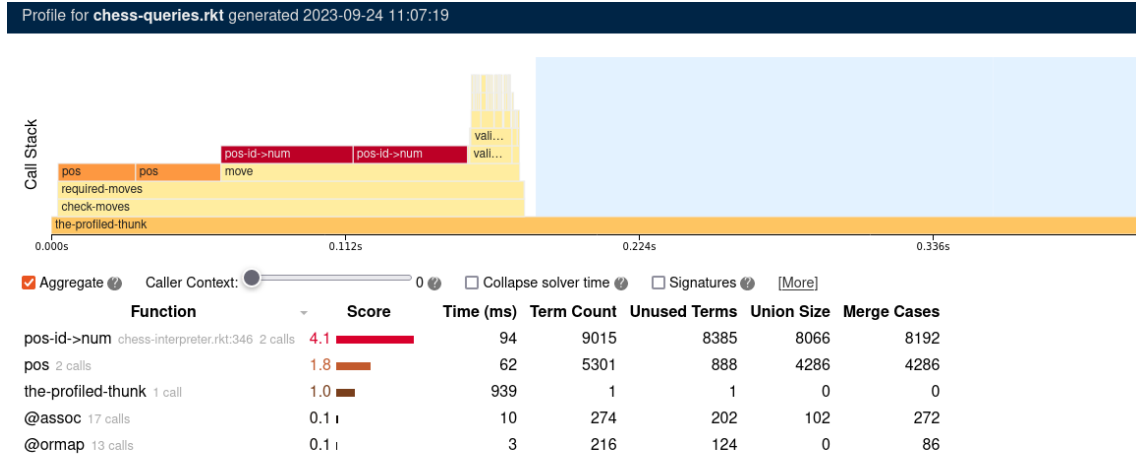 Profile for chess-queries.rkt generated 2023-09-24 11:07:19
Call Stack
vali...
pos-id->num pos-id->num vali...
pos pos move
required-moves
check-moves
the-profiled-thunk
0.000s 0.112s 0.224s 0.336s
Aggregate ? Caller Context: 0 ? Collapse solver time ? Signatures ? [More]
Function Score Time (ms) Term Count Unused Terms Union Size Merge Cases
pos-id->num chess-interpreter.rkt:346 2 calls 4.1 94 9015 8385 8066 8192
pos 2 calls 1.8 62 5301 888 4286 4286
the-profiled-thunk 1 call 1.0 939 1 1 0 0
@assoc 17 calls 0.1 10 274 202 102 272
@ormap 13 calls 0.1 3 216 124 0 86